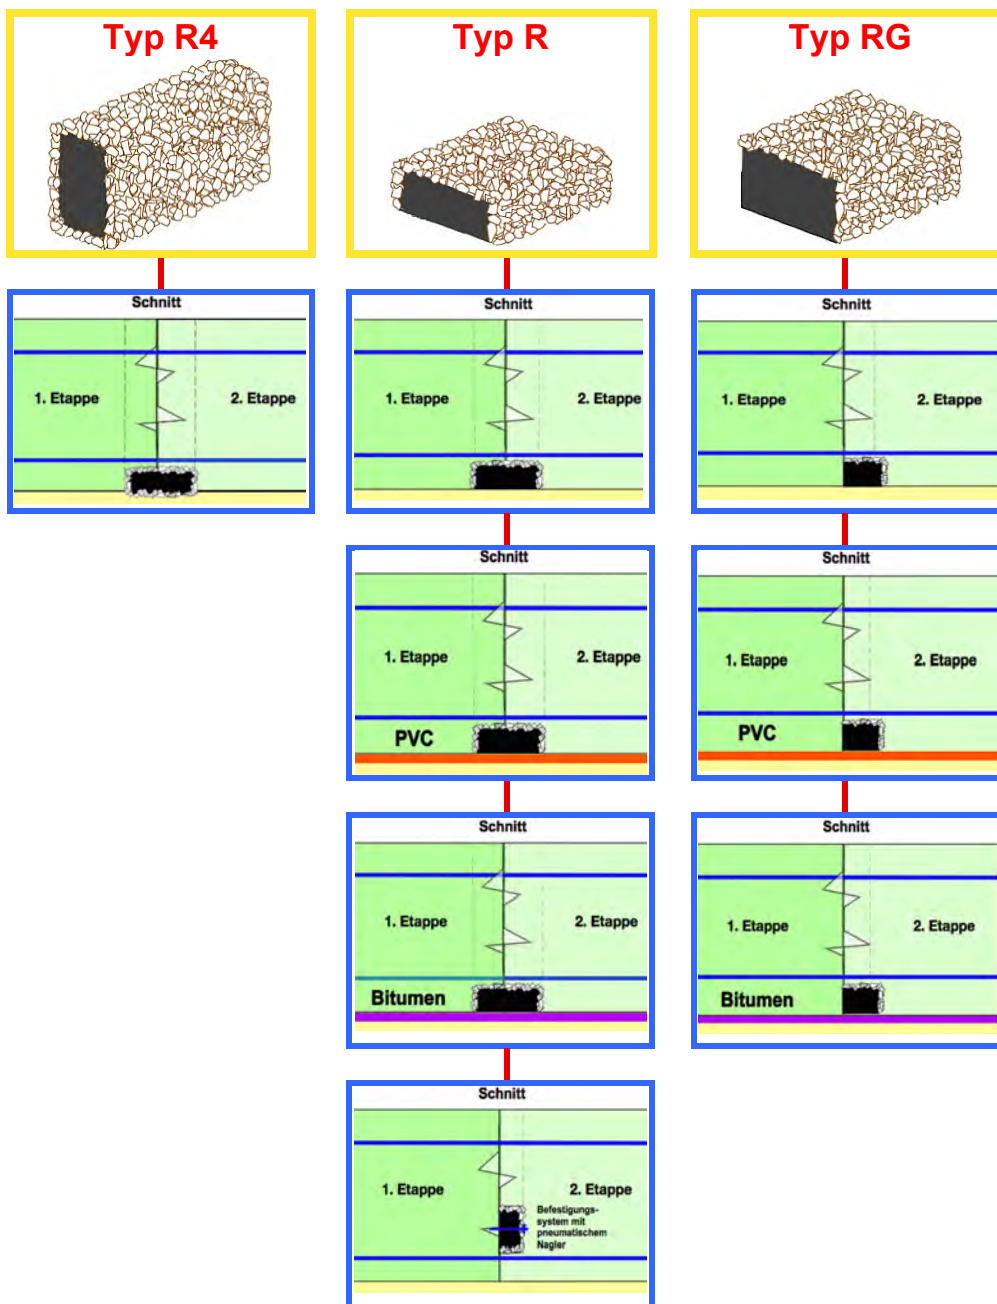 Typ R4
Typ R
Typ RG
Schnitt
1. Etappe
2. Etappe
Schnitt
1. Etappe
2. Etappe
Schnitt
1. Etappe
2. Etappe
Schnitt
1. Etappe
2. Etappe
PVC
Schnitt
1. Etappe
2. Etappe
PVC
Schnitt
1. Etappe
2. Etappe
Bitumen
Schnitt
1. Etappe
2. Etappe
Bitumen
Schnitt
1. Etappe
2. Etappe
Befestigungs-
system mit
pneumatischem
Nagler